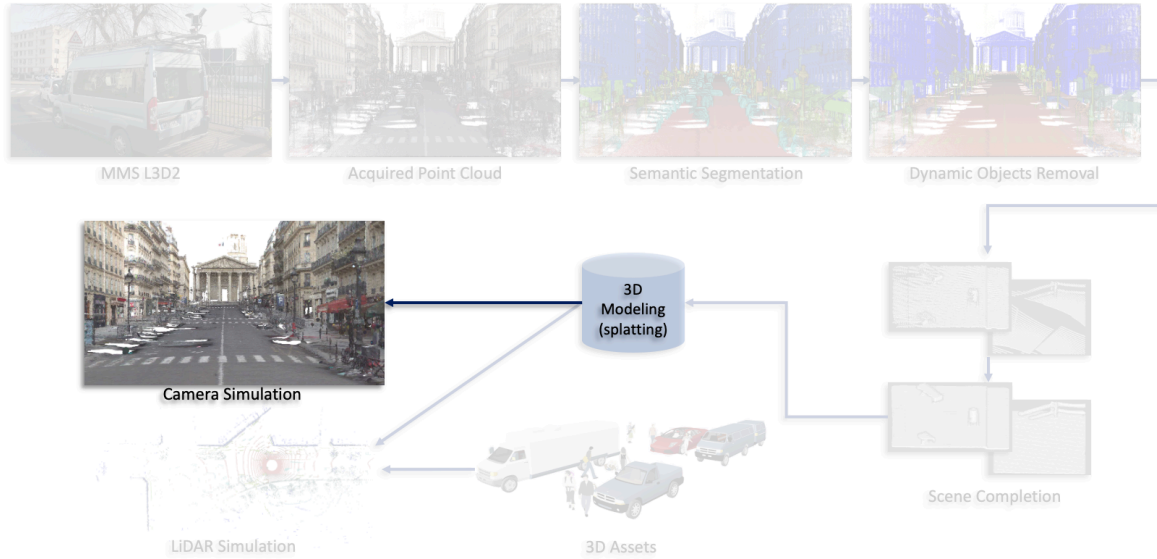 MMS L3D2
Acquired Point Cloud
Semantic Segmentation
Dynamic Objects Removal
3D
Modeling
(splatting)
Camera Simulation
Scene Completion
LiDAR Simulation
3D Assets